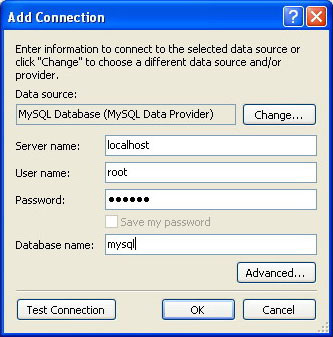 Add Connection
Enter information to connect to the selected data source or
click "Change" to choose a different data source and/or
provider.
Data source:
MySQL Database (MySQL Data Provider)
Change...
Server name:
localhost
User name:
root
Password:
●●●●●●
Save my password
Database name:
mysql
Advanced...
Test Connection
OK
Cancel